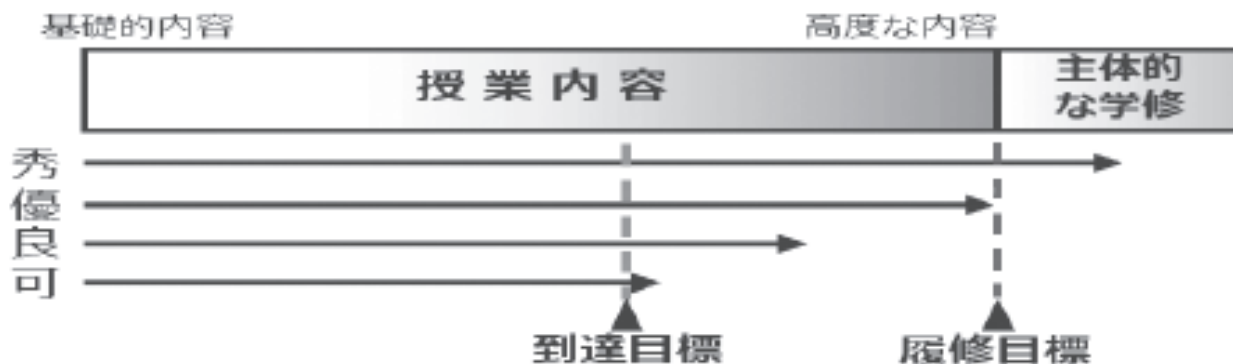 基礎的内容 高度な内容
授業内容
主体的
な学修
秀
優
良
可
到達目標 履修目標